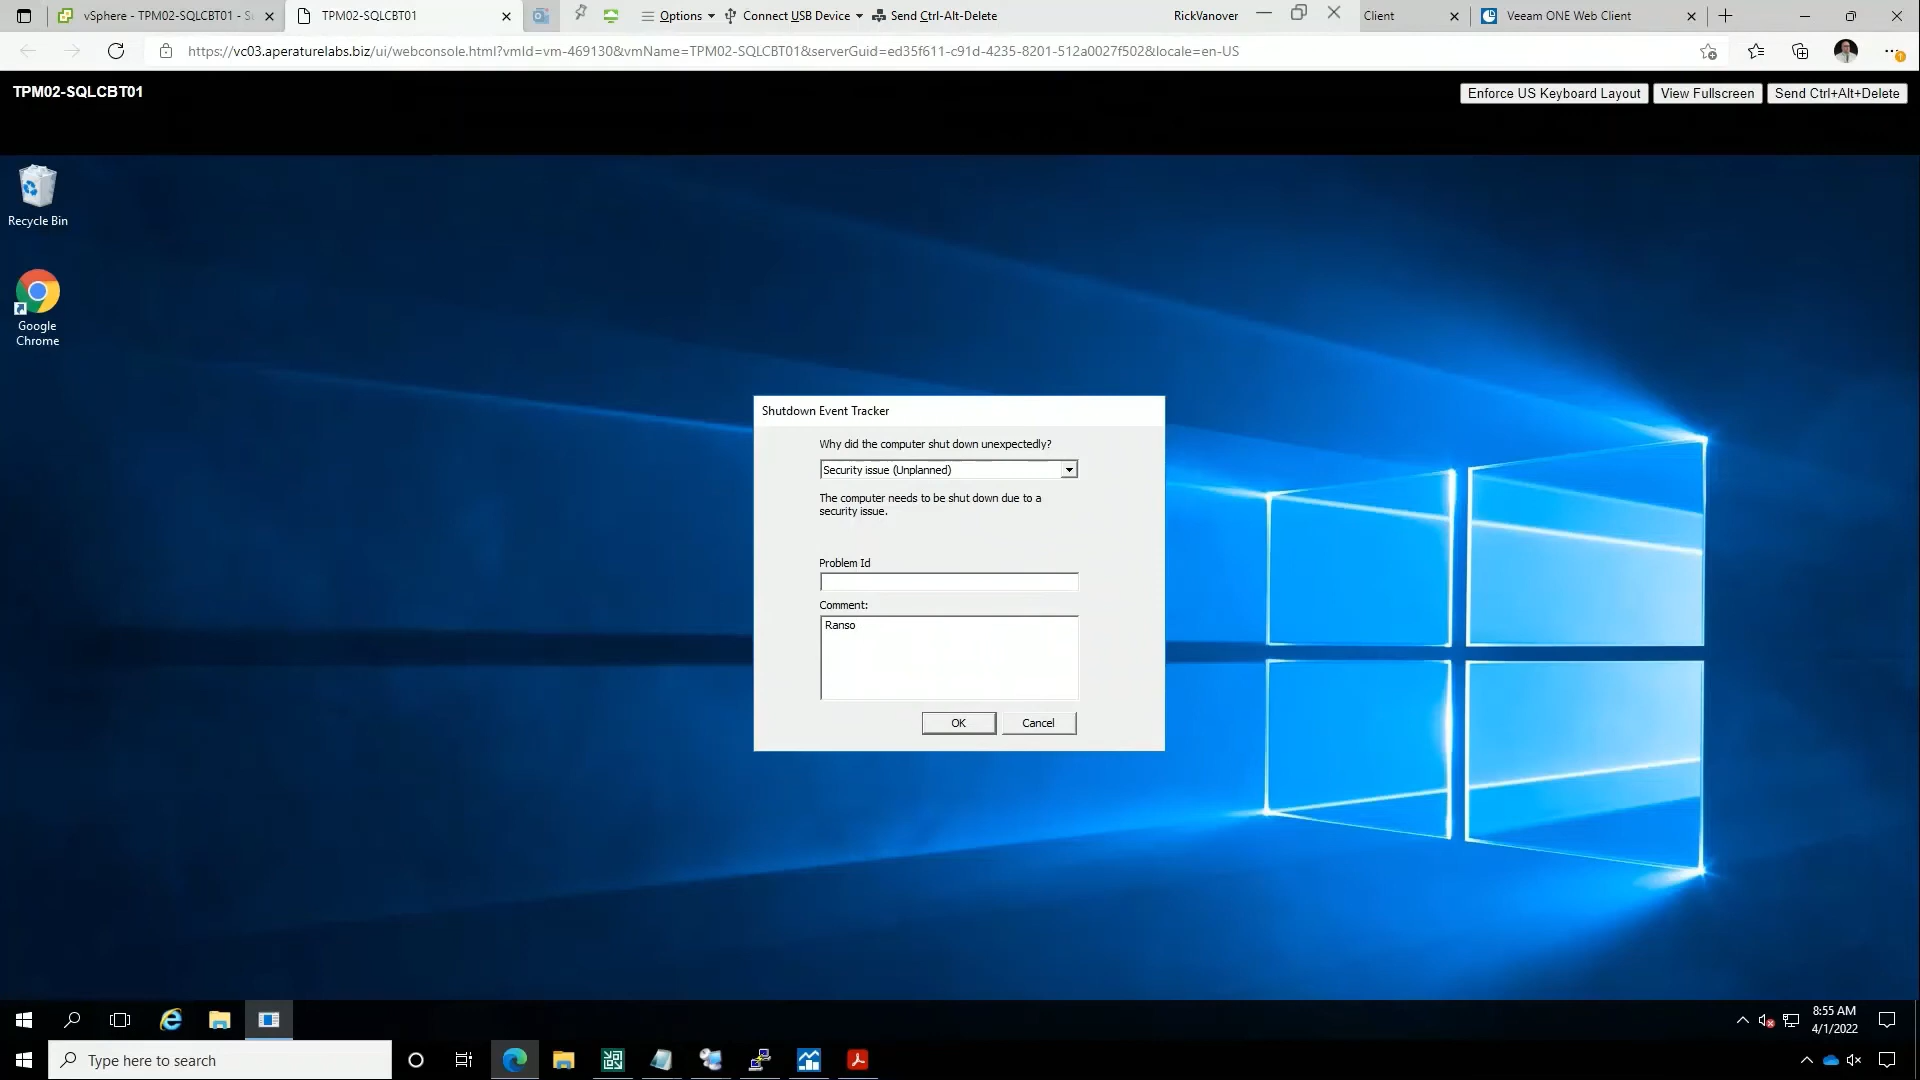 vSphere - TPM02-SQLCBT01 - S
TPM02-SQLCBT01
Options
Connect USB Device
Send Ctrl-Alt-Delete
RickVanover
Client
Veeam ONE Web Client
https://vc03.aperaturelabs.biz/ui/webconsole.html?vmId=vm-469130&vmName=TPM02-SQLCBT01&serverGuid=ed35f611-c91d-4235-8201-512a0027f502&locale=en-US
TPM02-SQLCBT01
Enforce US Keyboard Layout
View Fullscreen
Send Ctrl+Alt+Delete
Recycle Bin
Google
Chrome
Shutdown Event Tracker
Why did the computer shut down unexpectedly?
Security issue (Unplanned)
The computer needs to be shut down due to a
security issue.
Problem Id
Comment:
Ranso
OK
Cancel
8:55 AM
4/1/2022
Type here to search